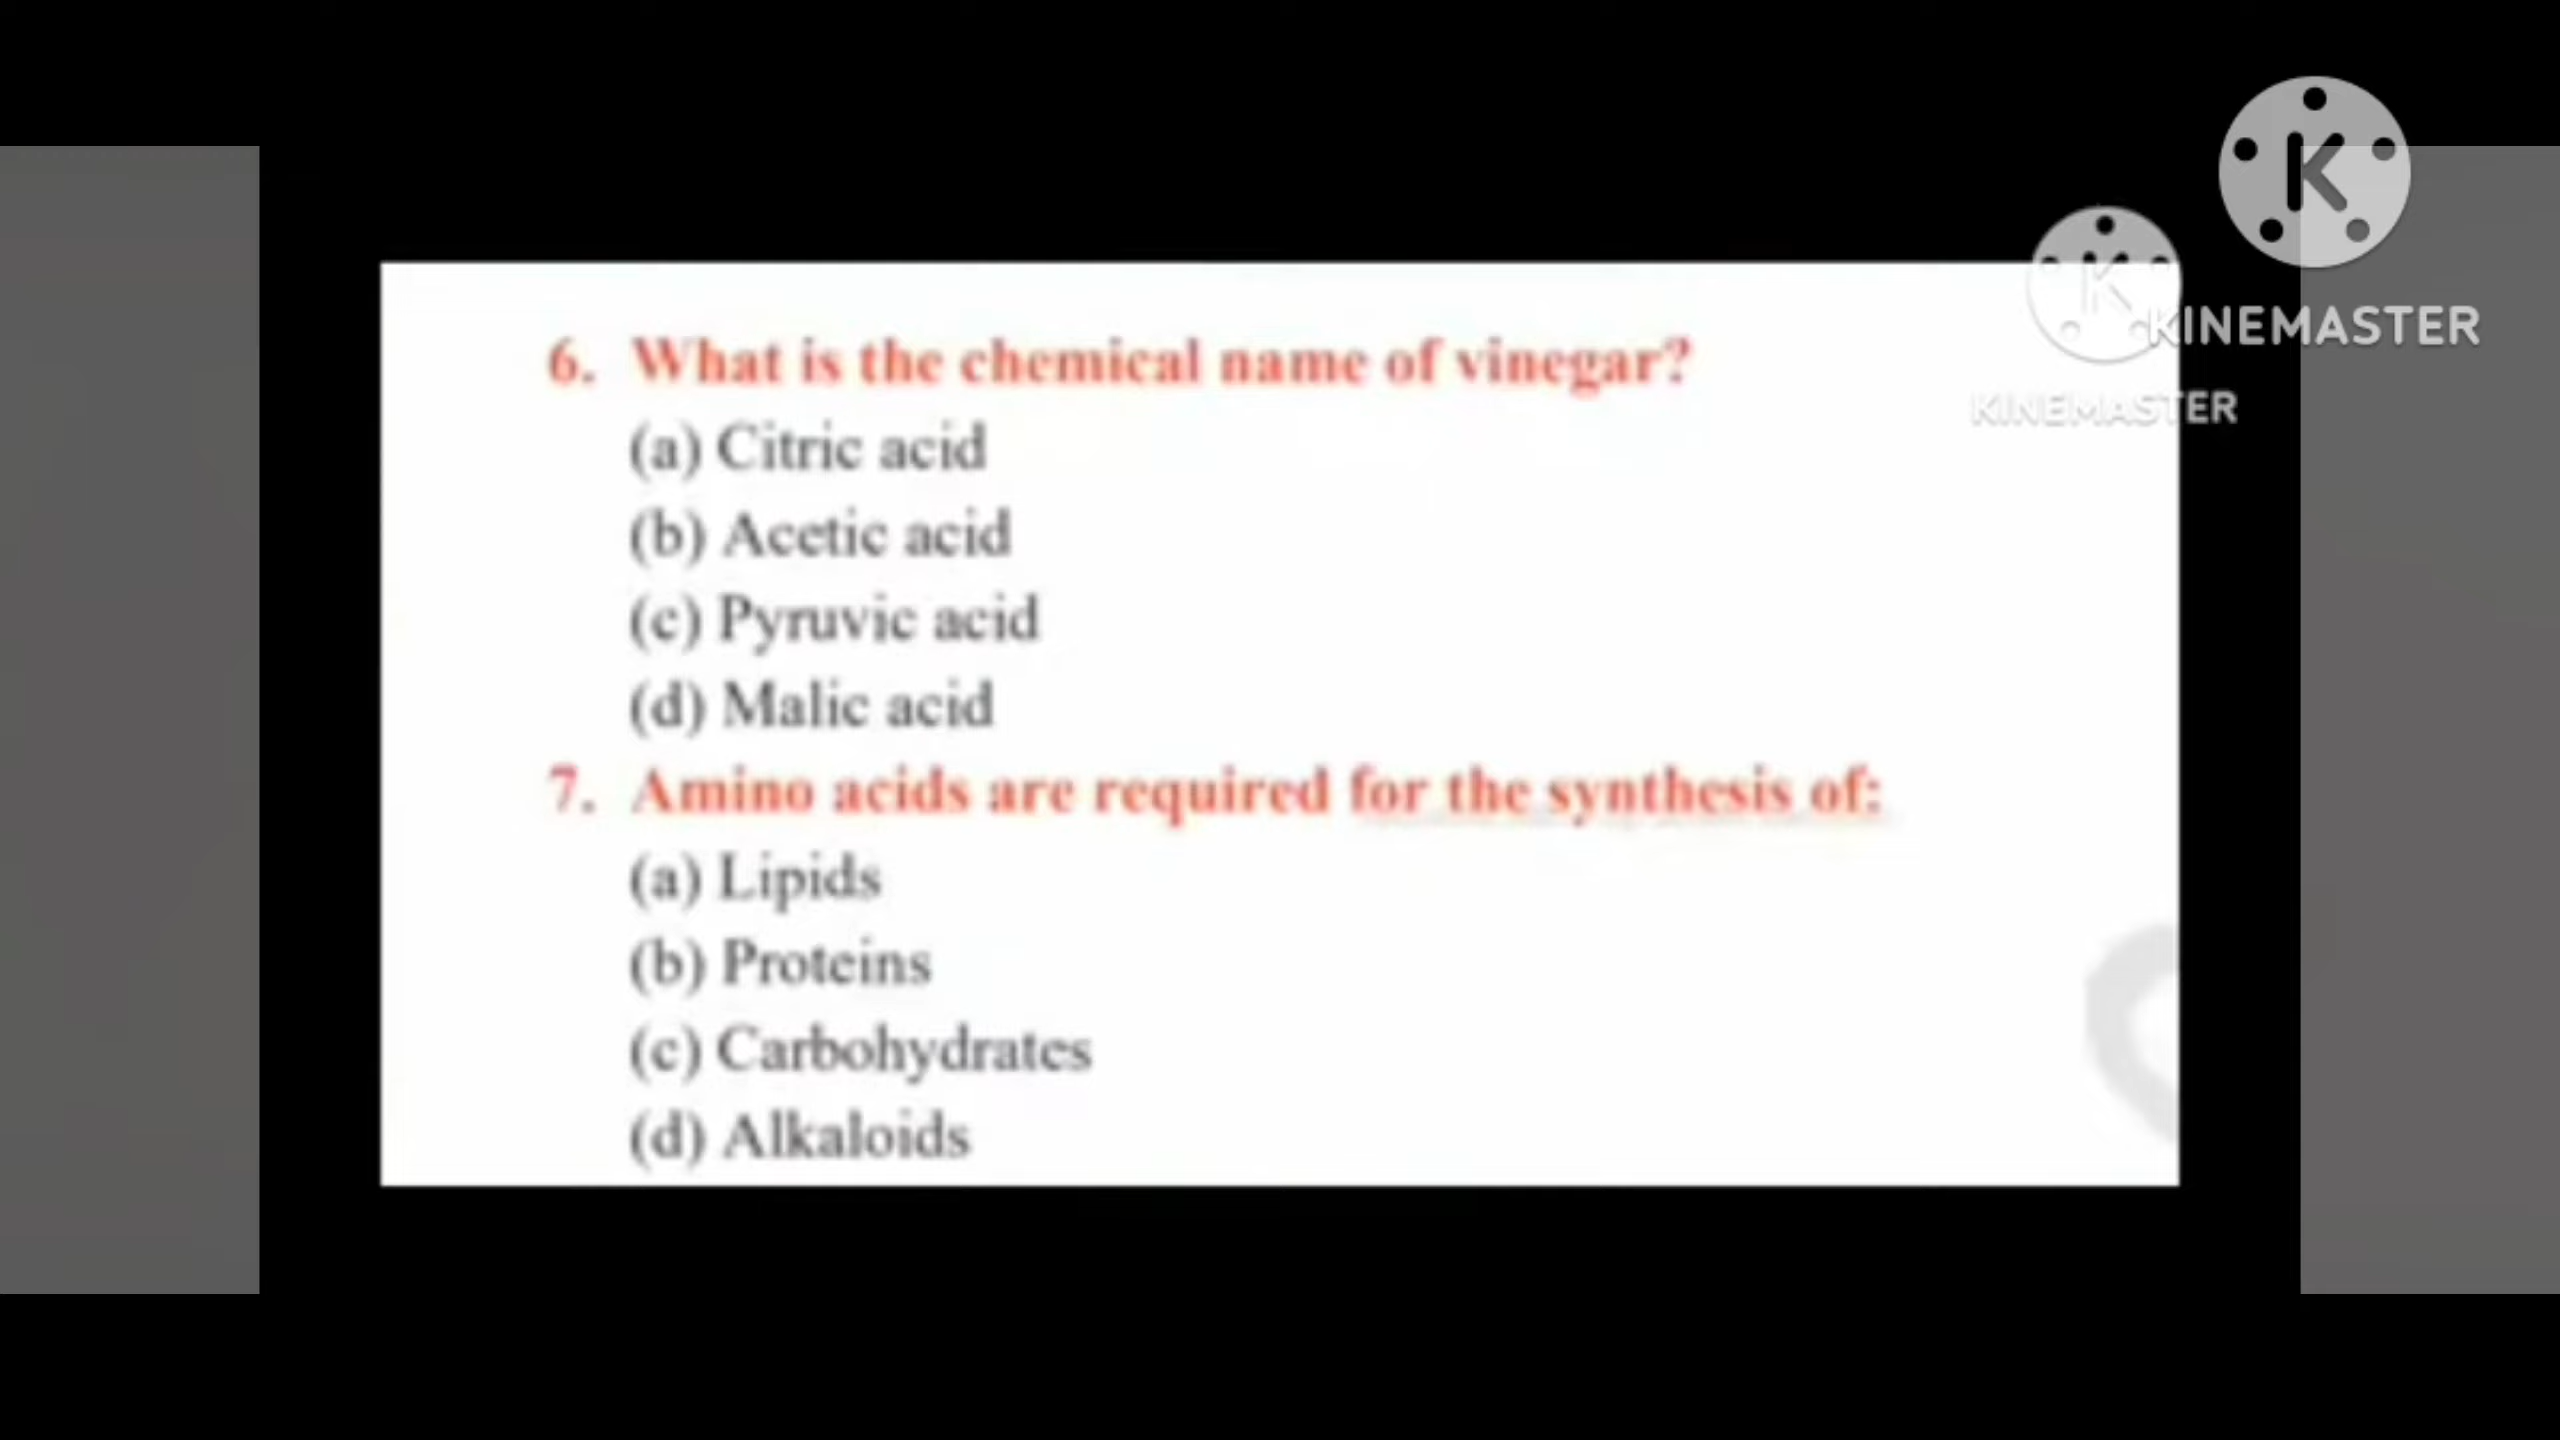 6. What is the chemical name of vinegar?
(a) Citric acid
(b) Acetic acid
(c) Pyruvic acid
(d) Malic acid
7. Amino acids are required for the synthesis of:
(a) Lipids
(b) Proteins
(c) Carbohydrates
(d) Alkaloids
K
KINEMASTER
K
KINEMASTER